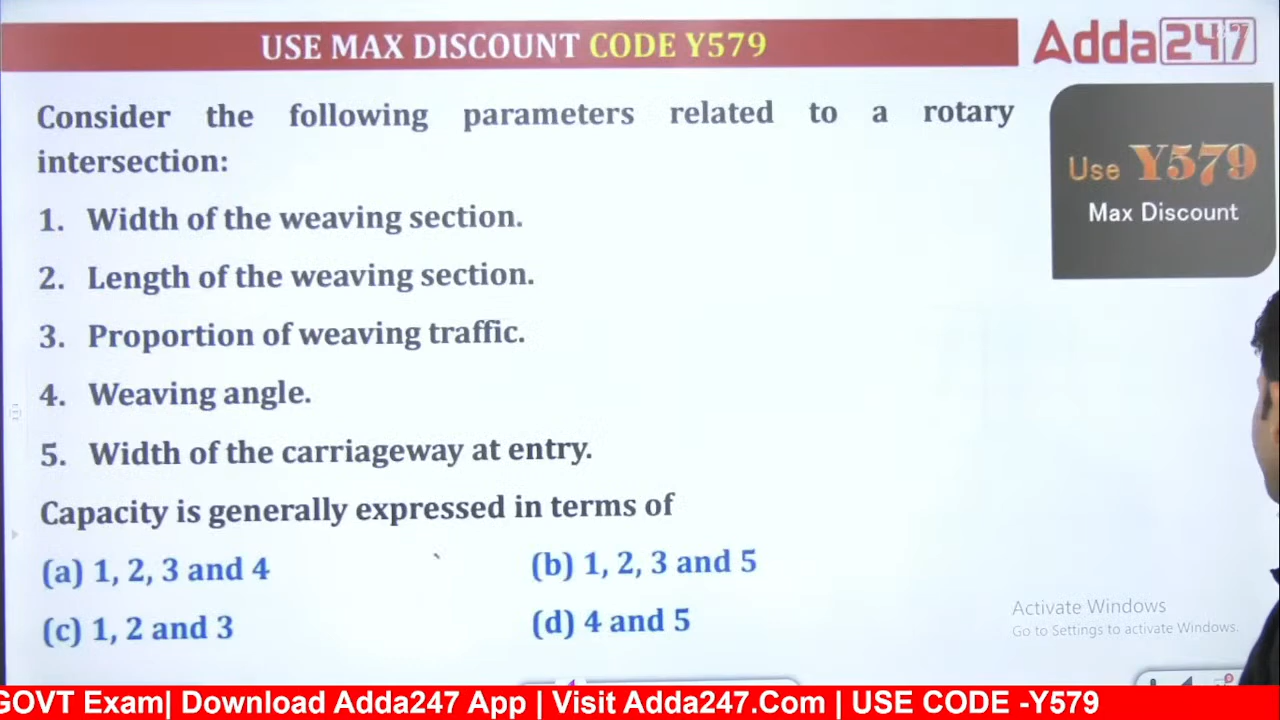 USE MAX DISCOUNT CODE Y579
Adda247
Use Y579
Max Discount
Consider the following parameters related to a rotary
intersection:
1. Width of the weaving section.
2. Length of the weaving section.
3. Proportion of weaving traffic.
4. Weaving angle.
5. Width of the carriageway at entry.
Capacity is generally expressed in terms of
(a) 1, 2, 3 and 4
(b) 1, 2, 3 and 5
(c) 1, 2 and 3
(d) 4 and 5
Activate Windows
Go to Settings to activate Windows.
GOVT Exam| Download Adda247 App | Visit Adda247.Com | USE CODE -Y579